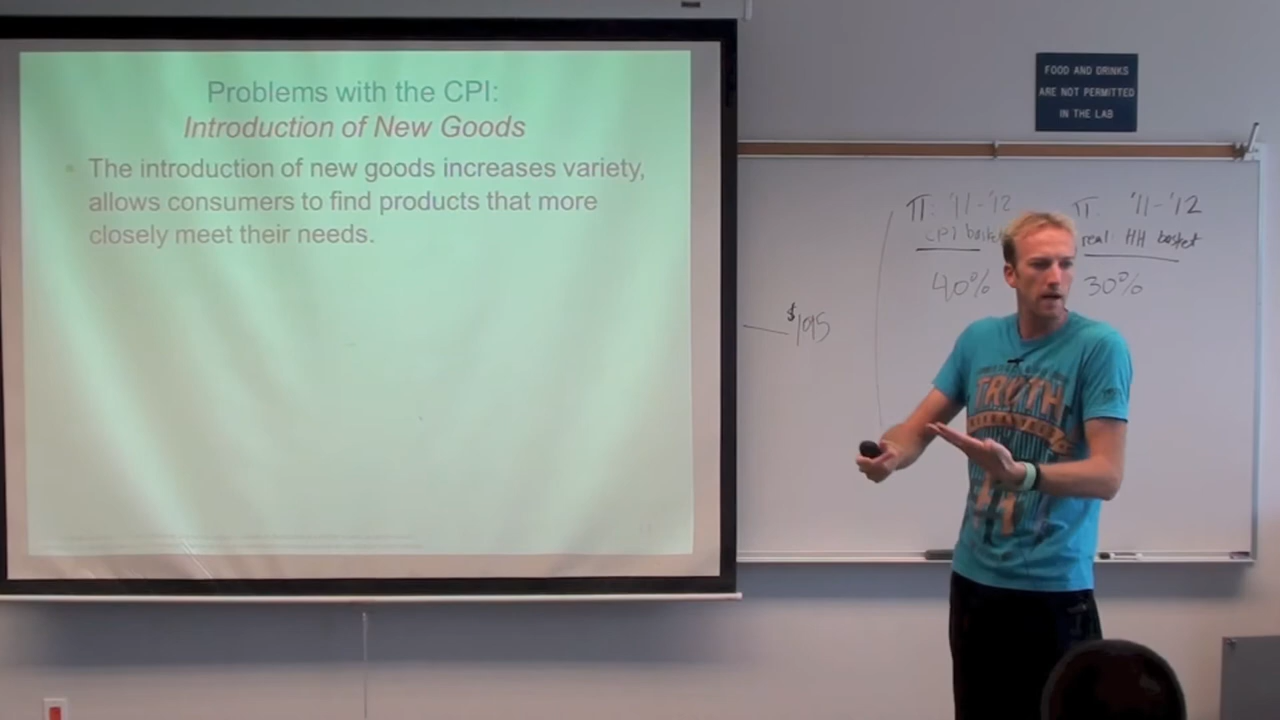 Problems with the CPI:
Introduction of New Goods
• The introduction of new goods increases variety,
allows consumers to find products that more
closely meet their needs.
FOOD AND DRINKS
ARE NOT PERMITTED
IN THE LAB
π: '11-'12
CPI basket
40%
π: '11-'12
real HH basket
30%
TRUTH